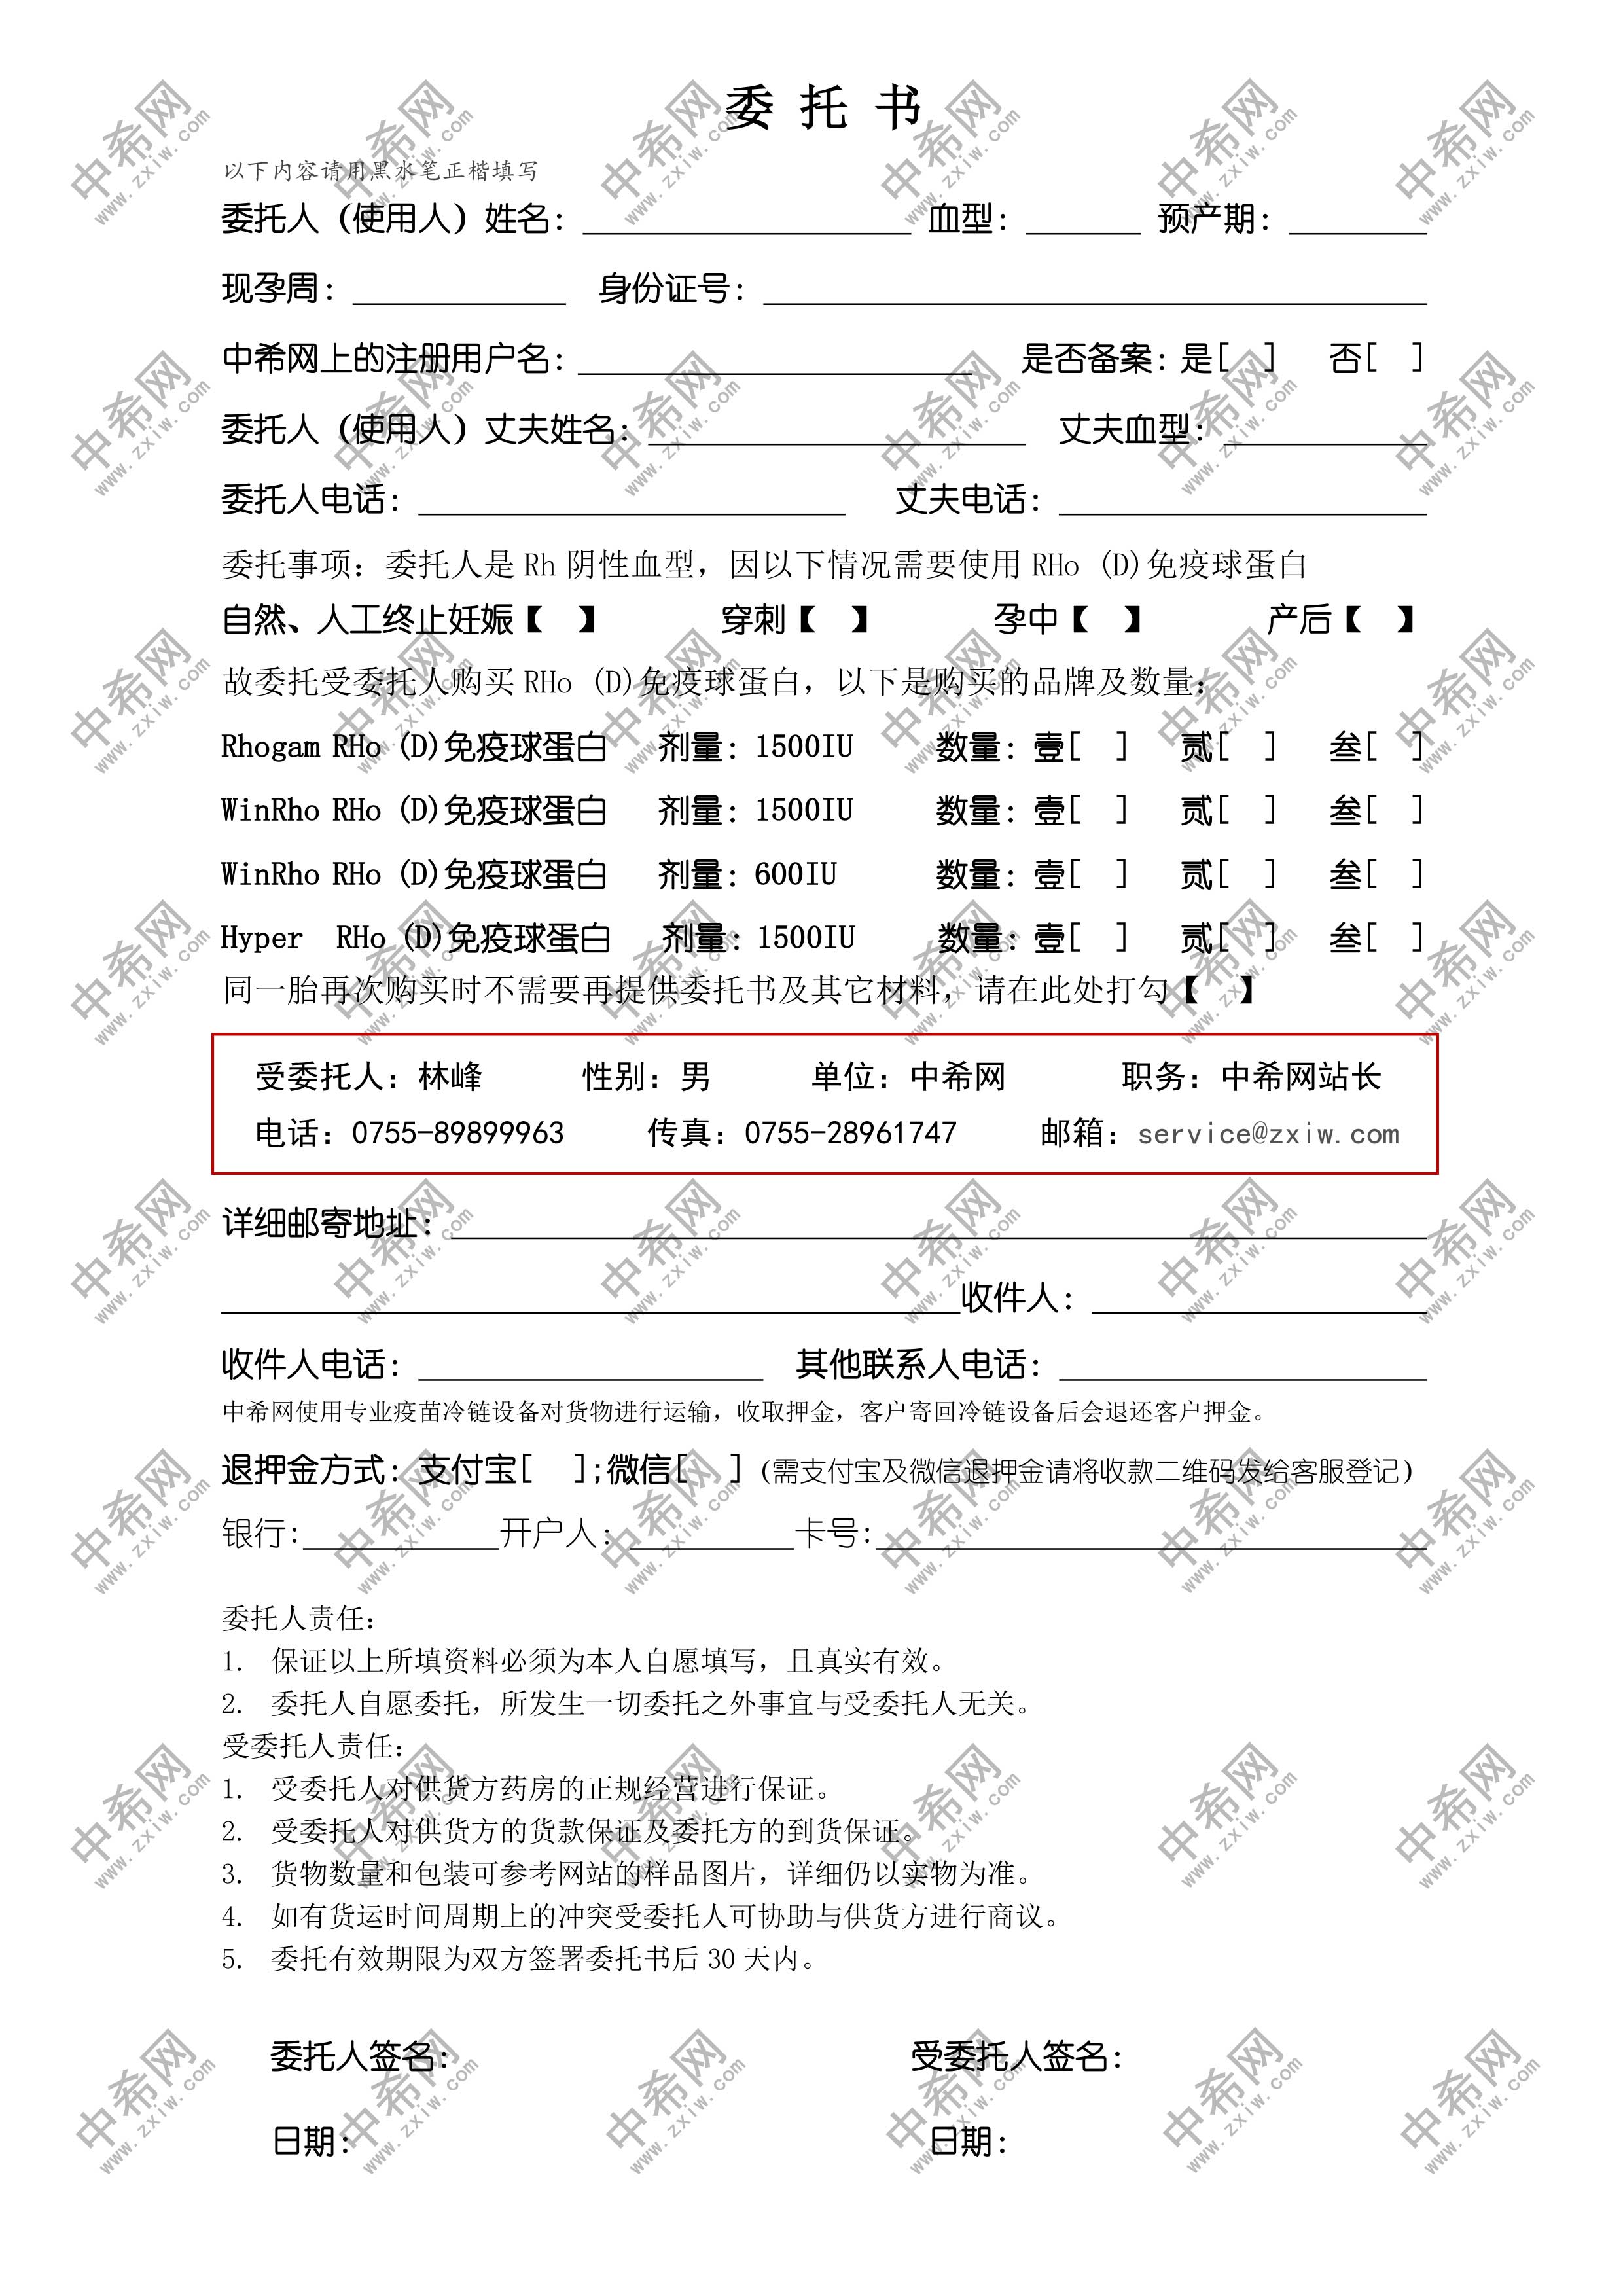 委 托 书
以下内容请用黑水笔正楷填写
委托人（使用人）姓名：____________________ 血型：_______ 预产期：________
现孕周：_____________ 身份证号：________________________________________
中希网上的注册用户名：________________________ 是否备案：是[ ] 否[ ]
委托人（使用人）丈夫姓名：_______________________ 丈夫血型：____________
委托人电话：__________________________ 丈夫电话：______________________
委托事项：委托人是 Rh 阴性血型，因以下情况需要使用 RHo (D)免疫球蛋白
自然、人工终止妊娠【 】 穿刺【 】 孕中【 】 产后【 】
故委托受委托人购买 RHo (D)免疫球蛋白，以下是购买的品牌及数量：
Rhogam RHo (D)免疫球蛋白 剂量：1500IU 数量：壹[ ] 贰[ ] 叁[ ]
WinRho RHo (D)免疫球蛋白 剂量：1500IU 数量：壹[ ] 贰[ ] 叁[ ]
WinRho RHo (D)免疫球蛋白 剂量：600IU 数量：壹[ ] 贰[ ] 叁[ ]
Hyper RHo (D)免疫球蛋白 剂量：1500IU 数量：壹[ ] 贰[ ] 叁[ ]
同一胎再次购买时不需要再提供委托书及其它材料，请在此处打勾【 】
受委托人：林峰 性别：男 单位：中希网 职务：中希网站长
电话：0755-89899963 传真：0755-28961747 邮箱：service@zxiw.com
详细邮寄地址：____________________________________________________________
_____________________________________________收件人：____________________
收件人电话：_____________________ 其他联系人电话：______________________
中希网使用专业疫苗冷链设备对货物进行运输，收取押金，客户寄回冷链设备后会退还客户押金。
退押金方式：支付宝[ ];微信[ ]（需支付宝及微信退押金请将收款二维码发给客服登记）
银行：____________开户人：__________卡号：__________________________________
委托人责任：
1. 保证以上所填资料必须为本人自愿填写，且真实有效。
2. 委托人自愿委托，所发生一切委托之外事宜与受委托人无关。
受委托人责任：
1. 受委托人对供货方药房的正规经营进行保证。
2. 受委托人对供货方的货款保证及委托方的到货保证。
3. 货物数量和包装可参考网站的样品图片，详细仍以实物为准。
4. 如有货运时间周期上的冲突受委托人可协助与供货方进行商议。
5. 委托有效期限为双方签署委托书后 30 天内。
委托人签名： 受委托人签名：
日期： 日期：
中希网
www.zxiw.com